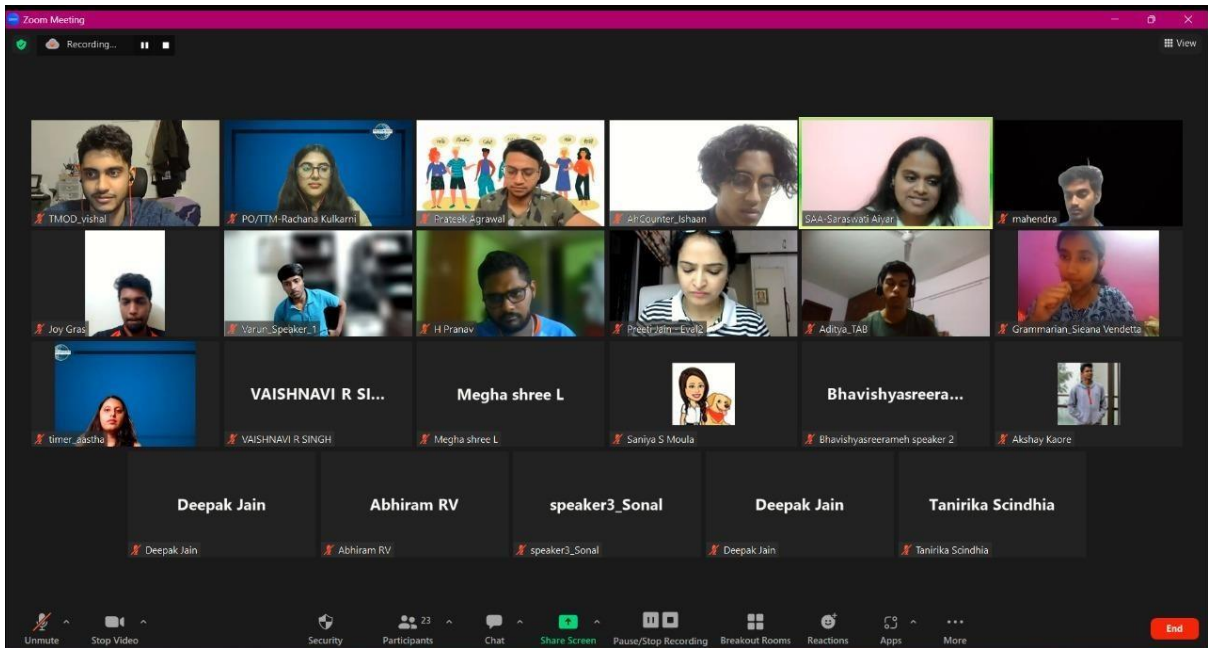 Zoom Meeting
Recording...
View
TMOD_vishal
PO/TTM-Rachana Kulkarni
Prateek Agrawal
AhCounter_Ishaan
SAA-Saraswati Aiyar
mahendra
Joy Gras
Varun_Speaker_1
H Pranav
Preeti Jain - Eval2
Aditya_TAB
Grammarian_Sieana Vendetta
timer_aastha
VAISHNAVI R SI...
VAISHNAVI R SINGH
Megha shree L
Megha shree L
Saniya S Moula
Bhavishyasreera...
Bhavishyasreerameh speaker 2
Akshay Kaore
Deepak Jain
Deepak Jain
Abhiram RV
Abhiram RV
speaker3_Sonal
speaker3_Sonal
Deepak Jain
Deepak Jain
Tanirika Scindhia
Tanirika Scindhia
Unmute
Stop Video
Security
Participants
23
Chat
Share Screen
Pause/Stop Recording
Breakout Rooms
Reactions
Apps
More
End